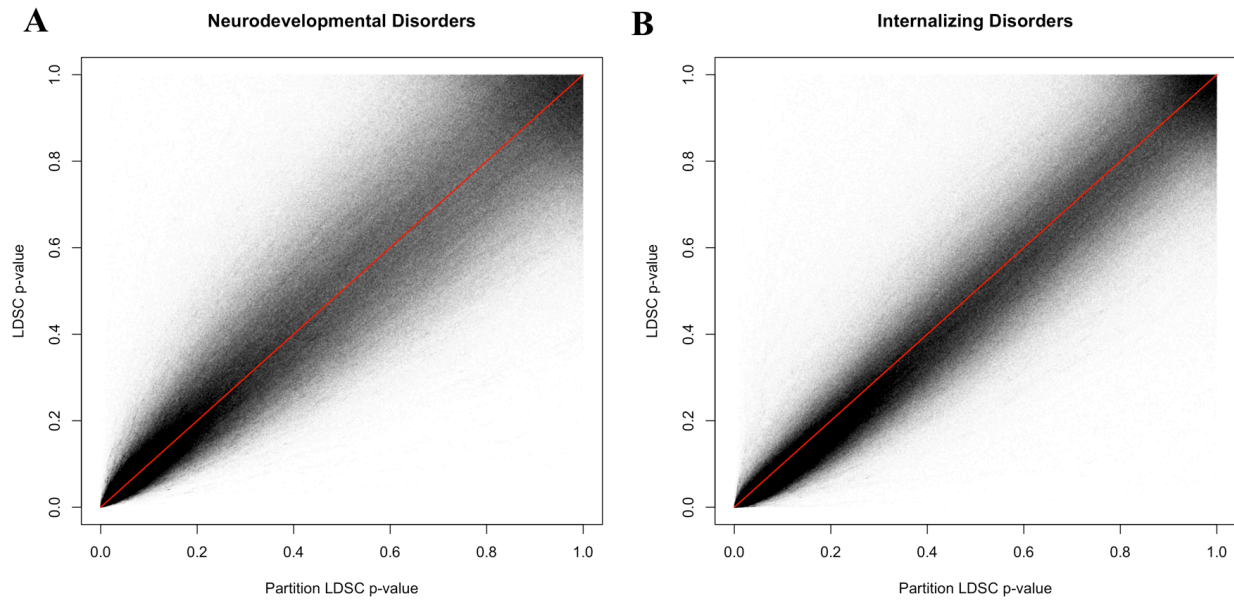 A
Neurodevelopmental Disorders
LDSC p-value
1.0
0.8
0.6
0.4
0.2
0.0
0.0 0.2 0.4 0.6 0.8 1.0
Partition LDSC p-value
B
Internalizing Disorders
LDSC p-value
1.0
0.8
0.6
0.4
0.2
0.0
0.0 0.2 0.4 0.6 0.8 1.0
Partition LDSC p-value